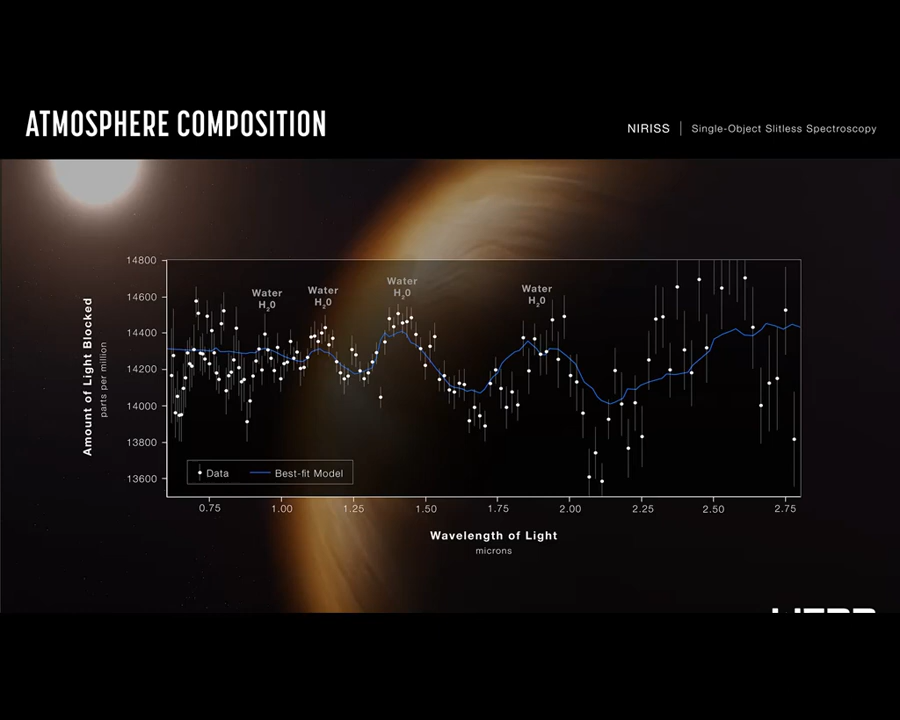 ATMOSPHERE COMPOSITION
NIRISS | Single-Object Slitless Spectroscopy
Water
H2O
Water
H2O
Water
H2O
Water
H2O
14800
14600
14400
14200
14000
13800
13600
Amount of Light Blocked
parts per million
Data
Best-fit Model
0.75 1.00 1.25 1.50 1.75 2.00 2.25 2.50 2.75
Wavelength of Light
microns